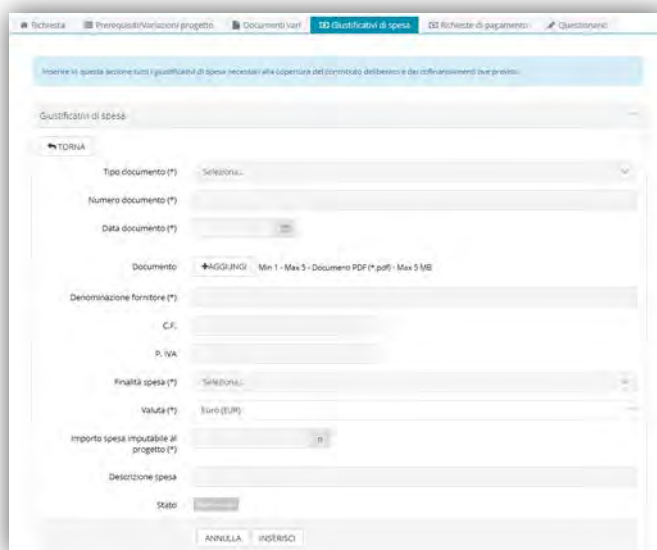 Richiesta Prerequisiti/Variazioni progetto Documenti vari Giustificativi di spesa Richieste di pagamento Questionario
Inserire in questa sezione tutti i giustificativi di spesa necessari alla copertura del contributo deliberato e dei cofinanziamenti ove previsti.
Giustificativi di spesa
TORNA
Tipo documento (*) Seleziona...
Numero documento (*)
Data documento (*)
Documento +AGGIUNGI Min 1 - Max 5 - Documento PDF (*.pdf) - Max 5 MB
Denominazione fornitore (*)
C.F.
P. IVA
Finalità spesa (*) Seleziona...
Valuta (*) Euro (EUR)
Importo spesa imputabile al
progetto (*)
Descrizione spesa
Stato
ANNULLA INSERISCI